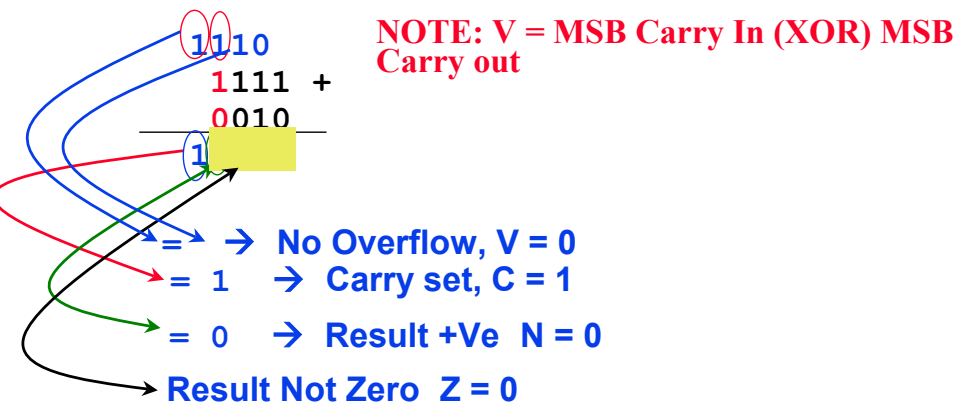 1110
NOTE: V = MSB Carry In (XOR) MSB
Carry out
1111 +
0010
1
= → No Overflow, V = 0
= 1 → Carry set, C = 1
= 0 → Result +Ve N = 0
Result Not Zero Z = 0